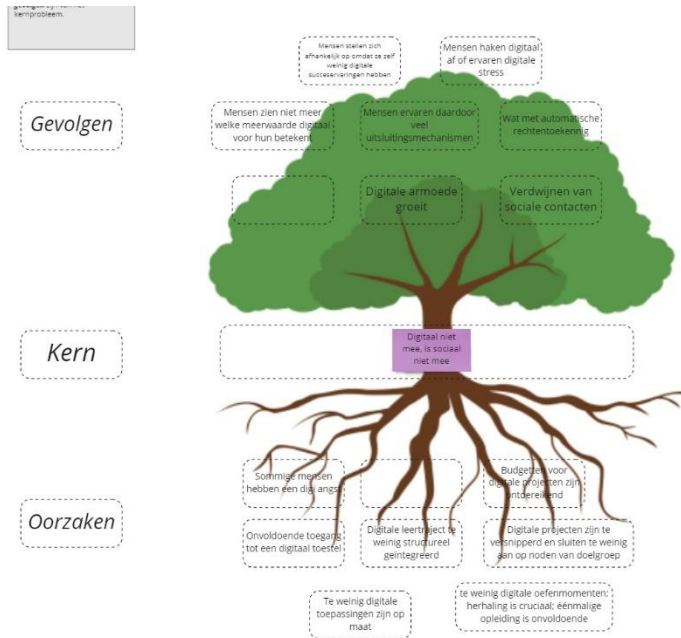 gevolgen zijn van het
kernprobleem.
Mensen stellen zich
afhankelijk op omdat ze zelf
weinig digitale
succeservaringen hebben
Mensen haken digitaal
af of ervaren digitale
stress
Gevolgen
Mensen zien niet meer
welke meerwaarde digitaal
voor hun betekent
Mensen ervaren daardoor
veel
uitsluitingsmechanismen
Wat met automatische
rechtentoekennig
Digitale armoede
groeit
Verdwijnen van
sociale contacten
Kern
Digitaal niet
mee, is sociaal
niet mee
Oorzaken
Sommige mensen
hebben een digi angst
Budgetten voor
digitale projecten zijn
ontoereikend
Onvoldoende toegang
tot een digitaal toestel
Digitale leertraject te
weinig structureel
geïntegreerd
Digitale projecten zijn te
versnipperd en sluiten te weinig
aan op noden van doelgroep
Te weinig digitale
toepassingen zijn op
maat
te weinig digitale oefenmomenten:
herhaling is cruciaal; éénmalige
opleiding is onvoldoende